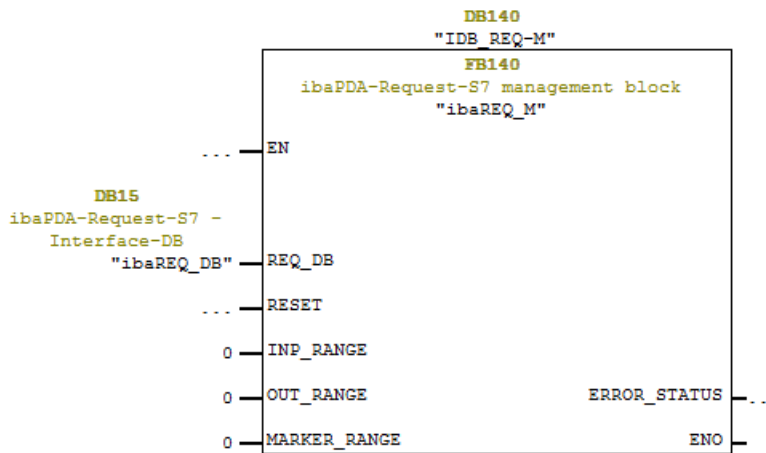 DB140
"IDB_REQ-M"
FB140
ibaPDA-Request-S7 management block
"ibaREQ_M"
... EN
DB15
ibaPDA-Request-S7 -
Interface-DB
"ibaREQ_DB" REQ_DB
... RESET
0 INP_RANGE
0 OUT_RANGE ERROR_STATUS ..
0 MARKER_RANGE ENO